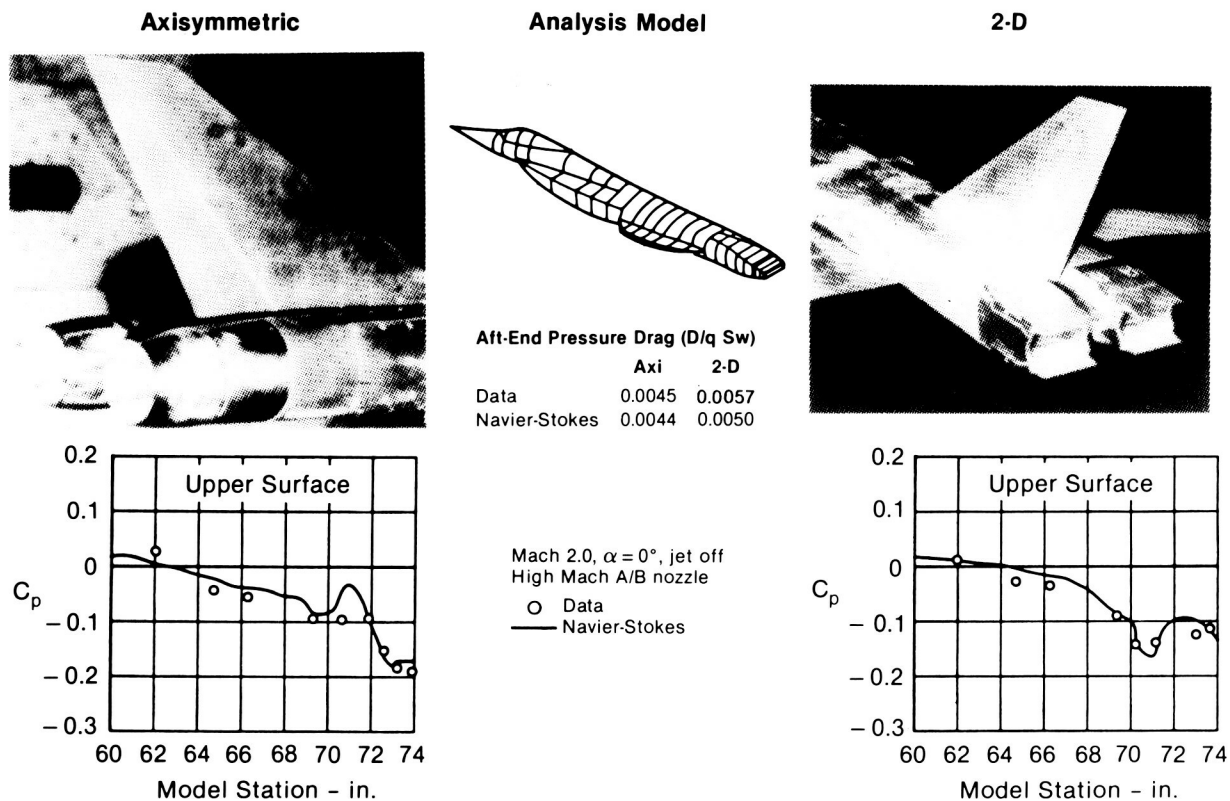 Axisymmetric
Analysis Model
2-D
Aft-End Pressure Drag (D/q Sw)
Axi 2-D
Data 0.0045 0.0057
Navier-Stokes 0.0044 0.0050
0.2
0.1
0
– 0.1
– 0.2
– 0.3
Cp
Upper Surface
60 62 64 66 68 70 72 74
Model Station – in.
Mach 2.0, α = 0°, jet off
High Mach A/B nozzle
Data
Navier-Stokes
0.2
0.1
0
– 0.1
– 0.2
– 0.3
Cp
Upper Surface
60 62 64 66 68 70 72 74
Model Station – in.